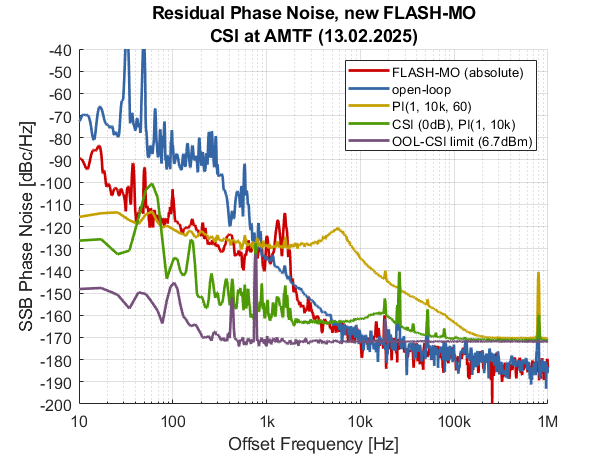 Residual Phase Noise, new FLASH-MO
CSI at AMTF (13.02.2025)
SSB Phase Noise [dBc/Hz]
-40
-50
-60
-70
-80
-90
-100
-110
-120
-130
-140
-150
-160
-170
-180
-190
-200
FLASH-MO (absolute)
open-loop
PI(1, 10k, 60)
CSI (0dB), PI(1, 10k)
OOL-CSI limit (6.7dBm)
10
100
1k
10k
100k
1M
Offset Frequency [Hz]